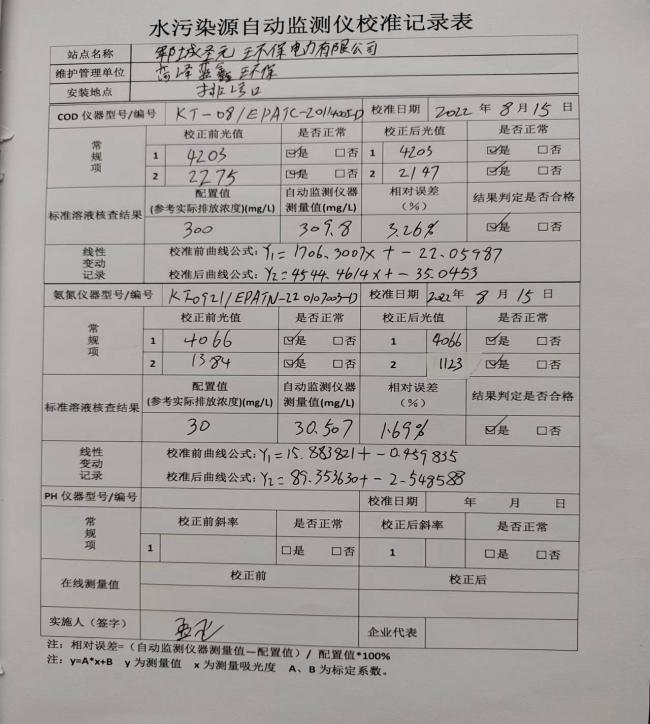 水污染源自动监测仪校准记录表
站点名称 郓城圣元环保电力有限公司
维护管理单位 菏泽蓝鑫环保
安装地点 排污口
COD 仪器型号/编号 KT-08/EPATC-20114005-D 校准日期 2022 年 8 月 15 日
常规项 校正前光值 是否正常 校正后光值 是否正常
1 4203 ☑是 □否 1 4203 ☑是 □否
2 2275 ☑是 □否 2 2147 ☑是 □否
标准溶液核查结果 配置值(参考实际排放浓度)(mg/L) 自动监测仪器测量值(mg/L) 相对误差(%) 结果判定是否合格
300 309.8 3.26% ☑是 □否
线性变动记录 校准前曲线公式: Y1=1706.3007x+-22.05987
校准后曲线公式: Y2=4544.4614x+-35.0453
氨氮仪器型号/编号 KT0921/EPATN-220107003-D 校准日期 2022年 8 月 15 日
常规项 校正前光值 是否正常 校正后光值 是否正常
1 4066 ☑是 □否 1 4066 ☑是 □否
2 1384 ☑是 □否 2 1123 ☑是 □否
标准溶液核查结果 配置值(参考实际排放浓度)(mg/L) 自动监测仪器测量值(mg/L) 相对误差(%) 结果判定是否合格
30 30.507 1.69% ☑是 □否
线性变动记录 校准前曲线公式: Y1=15.883821+-0.959835
校准后曲线公式: Y2=89.353630+-2.548588
PH 仪器型号/编号 校准日期 年 月 日
常规项 校正前斜率 是否正常 校正后斜率 是否正常
1 □是 □否 1 □是 □否
在线测量值 校正前 校正后
实施人(签字) 企业代表
注: 相对误差=(自动监测仪器测量值—配置值)/ 配置值*100%
注: y=A*x+B y 为测量值 x 为测量吸光度 A、B 为标定系数。